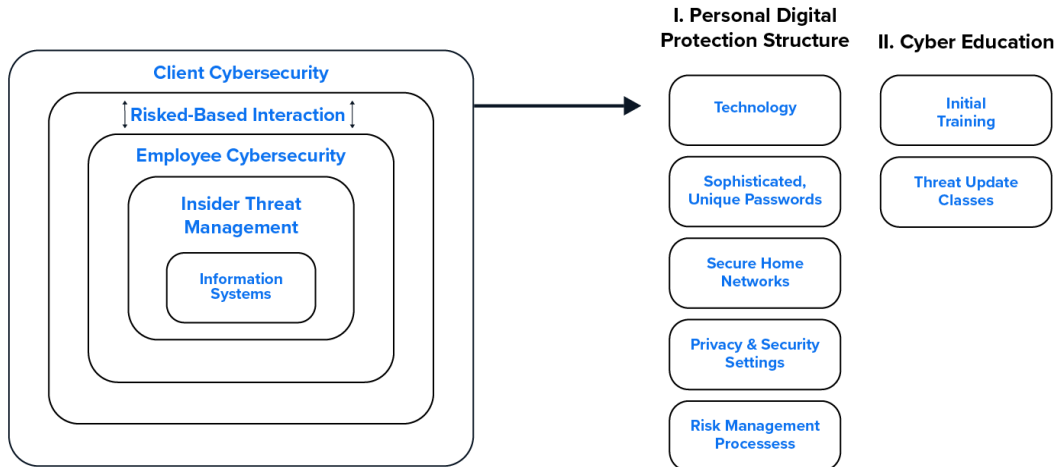 Client Cybersecurity
Risked-Based Interaction
Employee Cybersecurity
Insider Threat
Management
Information
Systems
I. Personal Digital
Protection Structure
Technology
Sophisticated,
Unique Passwords
Secure Home
Networks
Privacy & Security
Settings
Risk Management
Processess
II. Cyber Education
Initial
Training
Threat Update
Classes